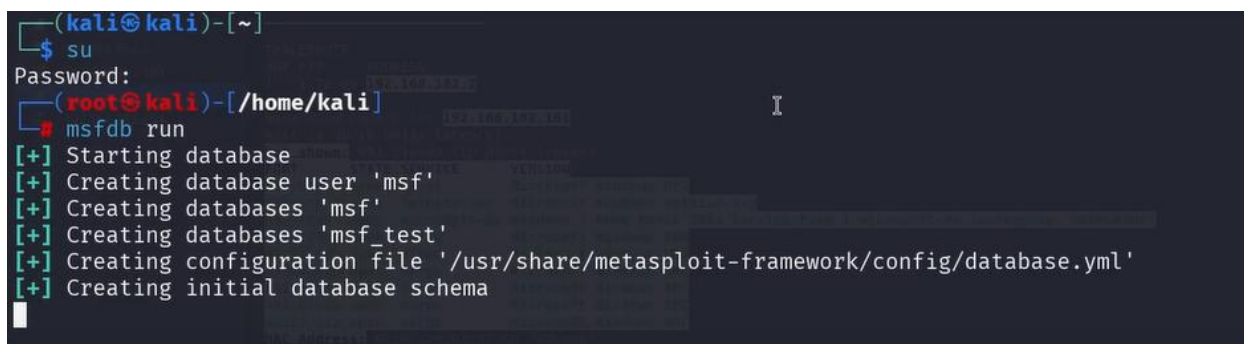 (kali㉿kali)-[~]
$ su
Password:
(root㉿kali)-[/home/kali]
# msfdb run
[+] Starting database
[+] Creating database user 'msf'
[+] Creating databases 'msf'
[+] Creating databases 'msf_test'
[+] Creating configuration file '/usr/share/metasploit-framework/config/database.yml'
[+] Creating initial database schema